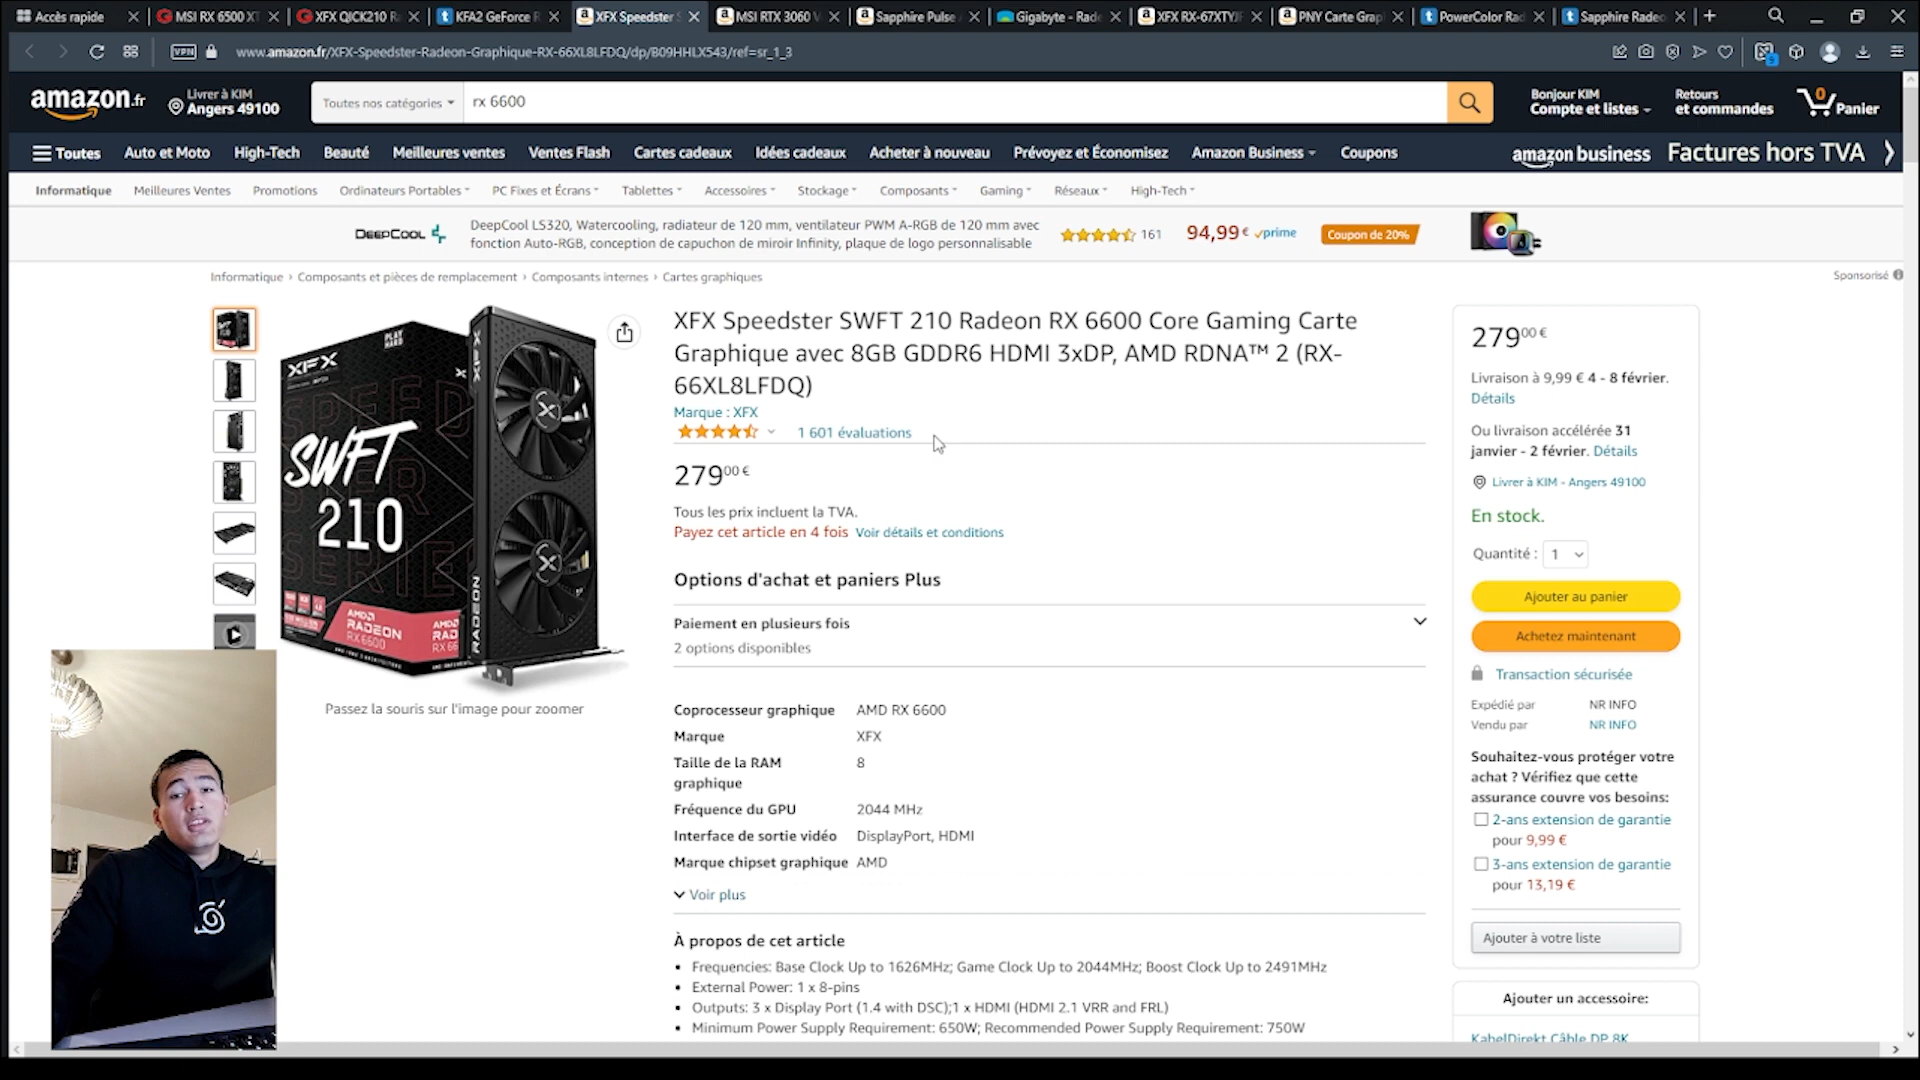 Accès rapide
MSI RX 6500 XT
XFX QICK210 R
KFA2 GeForce R
XFX Speedster S
MSI RTX 3060 V
Sapphire Pulse
Gigabyte - Rade
XFX RX-67XTYJF
PNY Carte Grap
PowerColor Rad
Sapphire Radeo
VPN
www.amazon.fr/XFX-Speedster-Radeon-Graphique-RX-66XL8LFDQ/dp/B09HHLX543/ref=sr_1_3
amazon.fr
Livrer à KIM
Angers 49100
Toutes nos catégories
rx 6600
Bonjour KIM
Compte et listes
Retours
et commandes
0
Panier
Toutes
Auto et Moto
High-Tech
Beauté
Meilleures ventes
Ventes Flash
Cartes cadeaux
Idées cadeaux
Acheter à nouveau
Prévoyez et Économisez
Amazon Business
Coupons
amazon business
Factures hors TVA
Informatique
Meilleures Ventes
Promotions
Ordinateurs Portables
PC Fixes et Écrans
Tablettes
Accessoires
Stockage
Composants
Gaming
Réseaux
High-Tech
DEEPCOOL
DeepCool LS320, Watercooling, radiateur de 120 mm, ventilateur PWM A-RGB de 120 mm avec
fonction Auto-RGB, conception de capuchon de miroir Infinity, plaque de logo personnalisable
161
94,99 €
prime
Coupon de 20%
Informatique › Composants et pièces de remplacement › Composants internes › Cartes graphiques
Sponsorisé
XFX
PLAY
HARD
SWFT
210
AMD
RADEON
RX 6600
AMD
RAD
RX 66
RADEON
XFX
Passez la souris sur l'image pour zoomer
XFX Speedster SWFT 210 Radeon RX 6600 Core Gaming Carte
Graphique avec 8GB GDDR6 HDMI 3xDP, AMD RDNA™ 2 (RX-
66XL8LFDQ)
Marque : XFX
1 601 évaluations
279,00 €
Tous les prix incluent la TVA.
Payez cet article en 4 fois Voir détails et conditions
Options d'achat et paniers Plus
Paiement en plusieurs fois
2 options disponibles
Coprocesseur graphique AMD RX 6600
Marque XFX
Taille de la RAM 8
graphique
Fréquence du GPU 2044 MHz
Interface de sortie vidéo DisplayPort, HDMI
Marque chipset graphique AMD
Voir plus
À propos de cet article
• Frequencies: Base Clock Up to 1626MHz; Game Clock Up to 2044MHz; Boost Clock Up to 2491MHz
• External Power: 1 x 8-pins
• Outputs: 3 x Display Port (1.4 with DSC);1 x HDMI (HDMI 2.1 VRR and FRL)
• Minimum Power Supply Requirement: 650W; Recommended Power Supply Requirement: 750W
279,00 €
Livraison à 9,99 € 4 - 8 février.
Détails
Ou livraison accélérée 31
janvier - 2 février. Détails
Livrer à KIM - Angers 49100
En stock.
Quantité : 1
Ajouter au panier
Achetez maintenant
Transaction sécurisée
Expédié par NR INFO
Vendu par NR INFO
Souhaitez-vous protéger votre
achat ? Vérifiez que cette
assurance couvre vos besoins:
2-ans extension de garantie
pour 9,99 €
3-ans extension de garantie
pour 13,19 €
Ajouter à votre liste
Ajouter un accessoire:
KabelDirekt Câble DP 8K